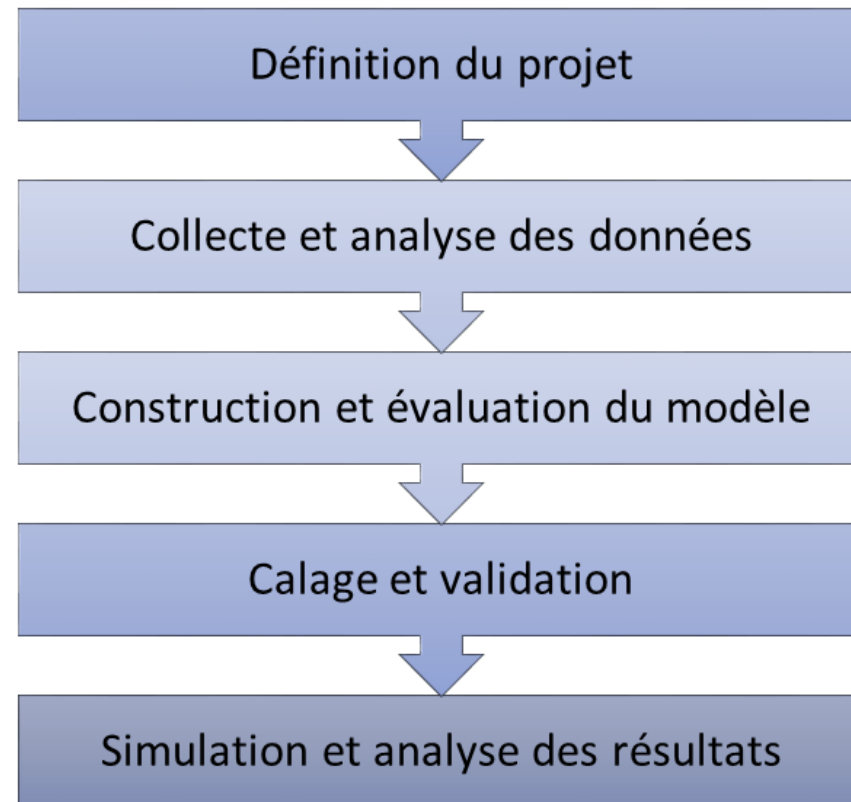 Définition du projet
Collecte et analyse des données
Construction et évaluation du modèle
Calage et validation
Simulation et analyse des résultats